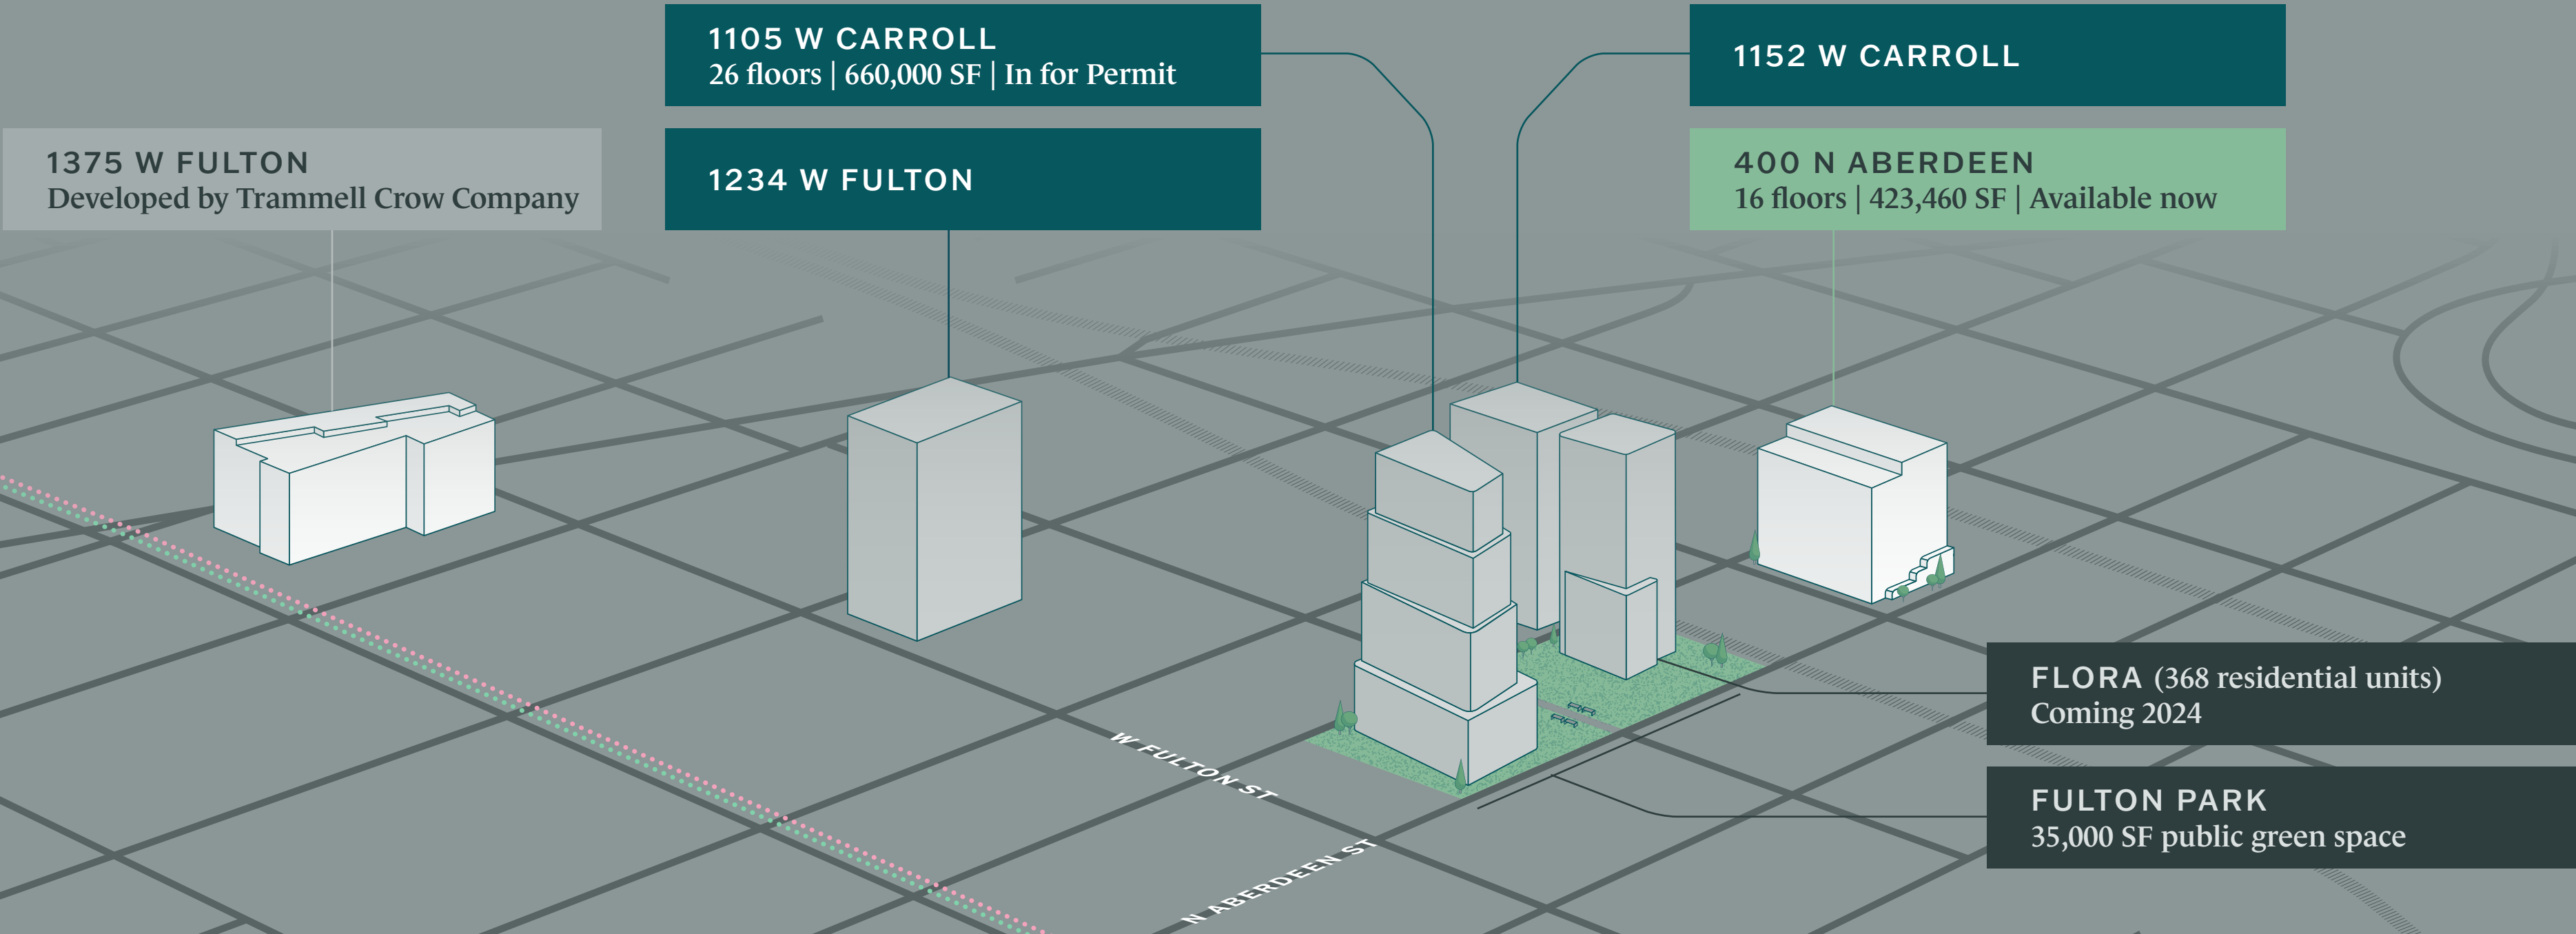 1105 W CARROLL
26 floors | 660,000 SF | In for Permit
1152 W CARROLL
1375 W FULTON
Developed by Trammell Crow Company
1234 W FULTON
400 N ABERDEEN
16 floors | 423,460 SF | Available now
FLORA (368 residential units)
Coming 2024
W FULTON ST
FULTON PARK
35,000 SF public green space
N ABERDEEN ST